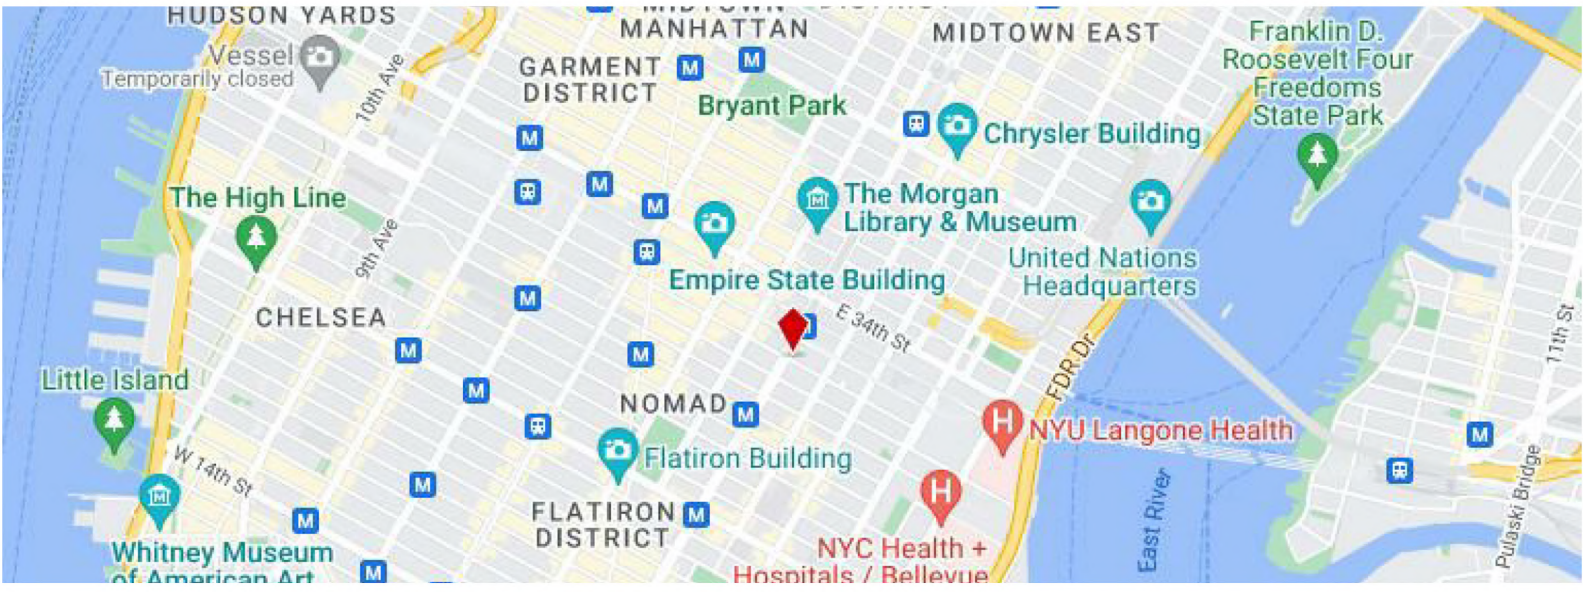 HUDSON YARDS
Vessel
Temporarily closed
10th Ave
MIDTOWN
MANHATTAN
DISTRICT
MIDTOWN EAST
Franklin D.
Roosevelt Four
Freedoms
State Park
GARMENT
DISTRICT
M
M
Bryant Park
M
Chrysler Building
The High Line
M
M
The Morgan
Library & Museum
9th Ave
United Nations
Headquarters
Empire State Building
M
CHELSEA
E 34th St
11th St
M
M
FDR Dr
Little Island
M
NOMAD
M
H
NYU Langone Health
M
W 14th St
Flatiron Building
M
H
East River
Pulaski Bridge
M
FLATIRON
DISTRICT
M
M
Whitney Museum
of American Art
M
NYC Health +
Hospitals / Bellevue